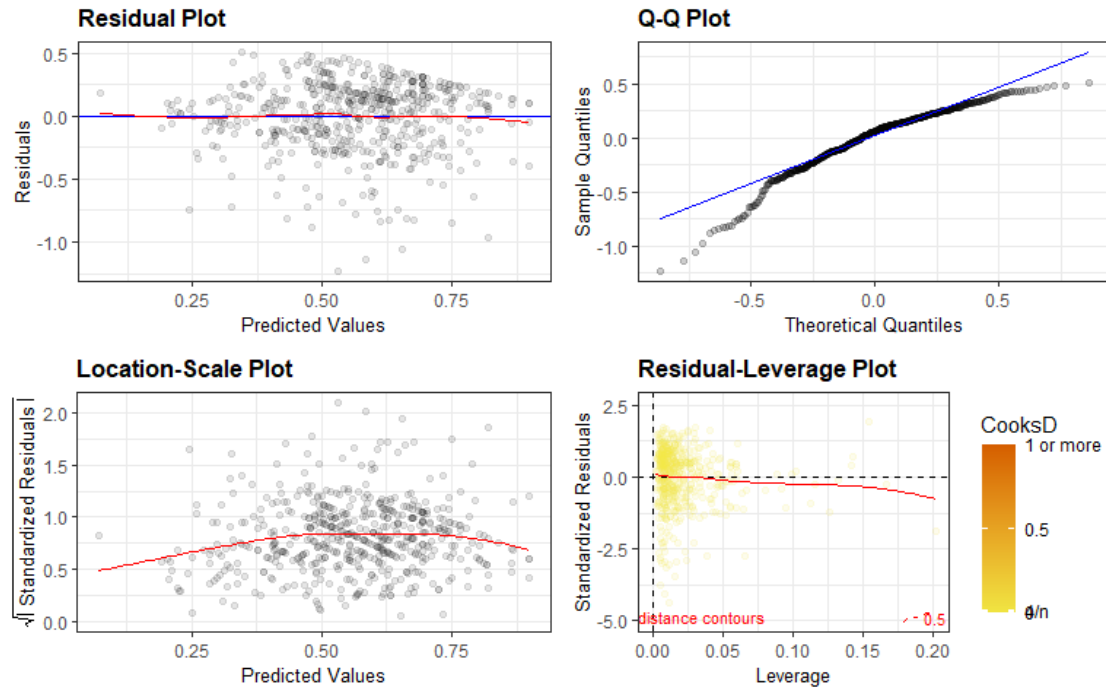 Residual Plot
0.5
0.0
-0.5
-1.0
Residuals
0.25
0.50
0.75
Predicted Values
Q-Q Plot
0.5
0.0
-0.5
-1.0
Sample Quantiles
-0.5
0.0
0.5
Theoretical Quantiles
Location-Scale Plot
2.0
1.5
1.0
0.5
0.0
√| Standardized Residuals |
0.25
0.50
0.75
Predicted Values
Residual-Leverage Plot
2.5
0.0
-2.5
-5.0
Standardized Residuals
distance contours
0.5
0.00
0.05
0.10
0.15
0.20
Leverage
CooksD
1 or more
0.5
4/n